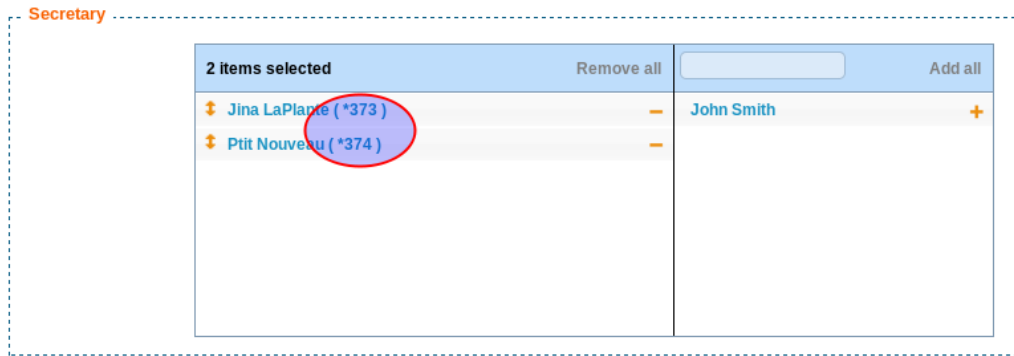 Secretary
2 items selected Remove all Add all
Jina LaPlante ( *373 ) John Smith
Ptit Nouveau ( *374 )